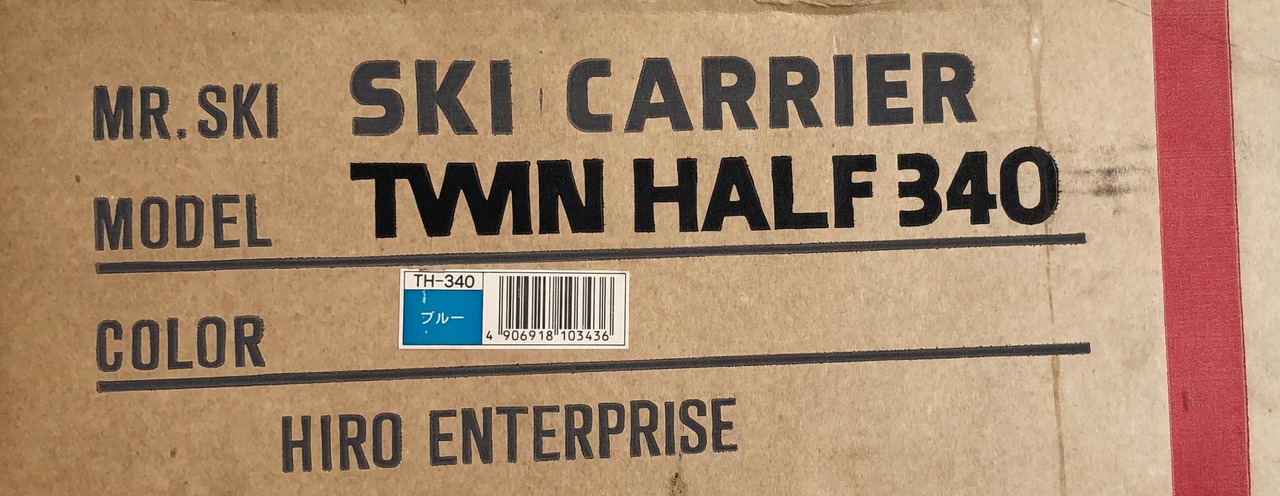 MR. SKI SKI CARRIER
MODEL TWIN HALF 340
TH-340
COLOR ブルー
4 906918 103436
HIRO ENTERPRISE